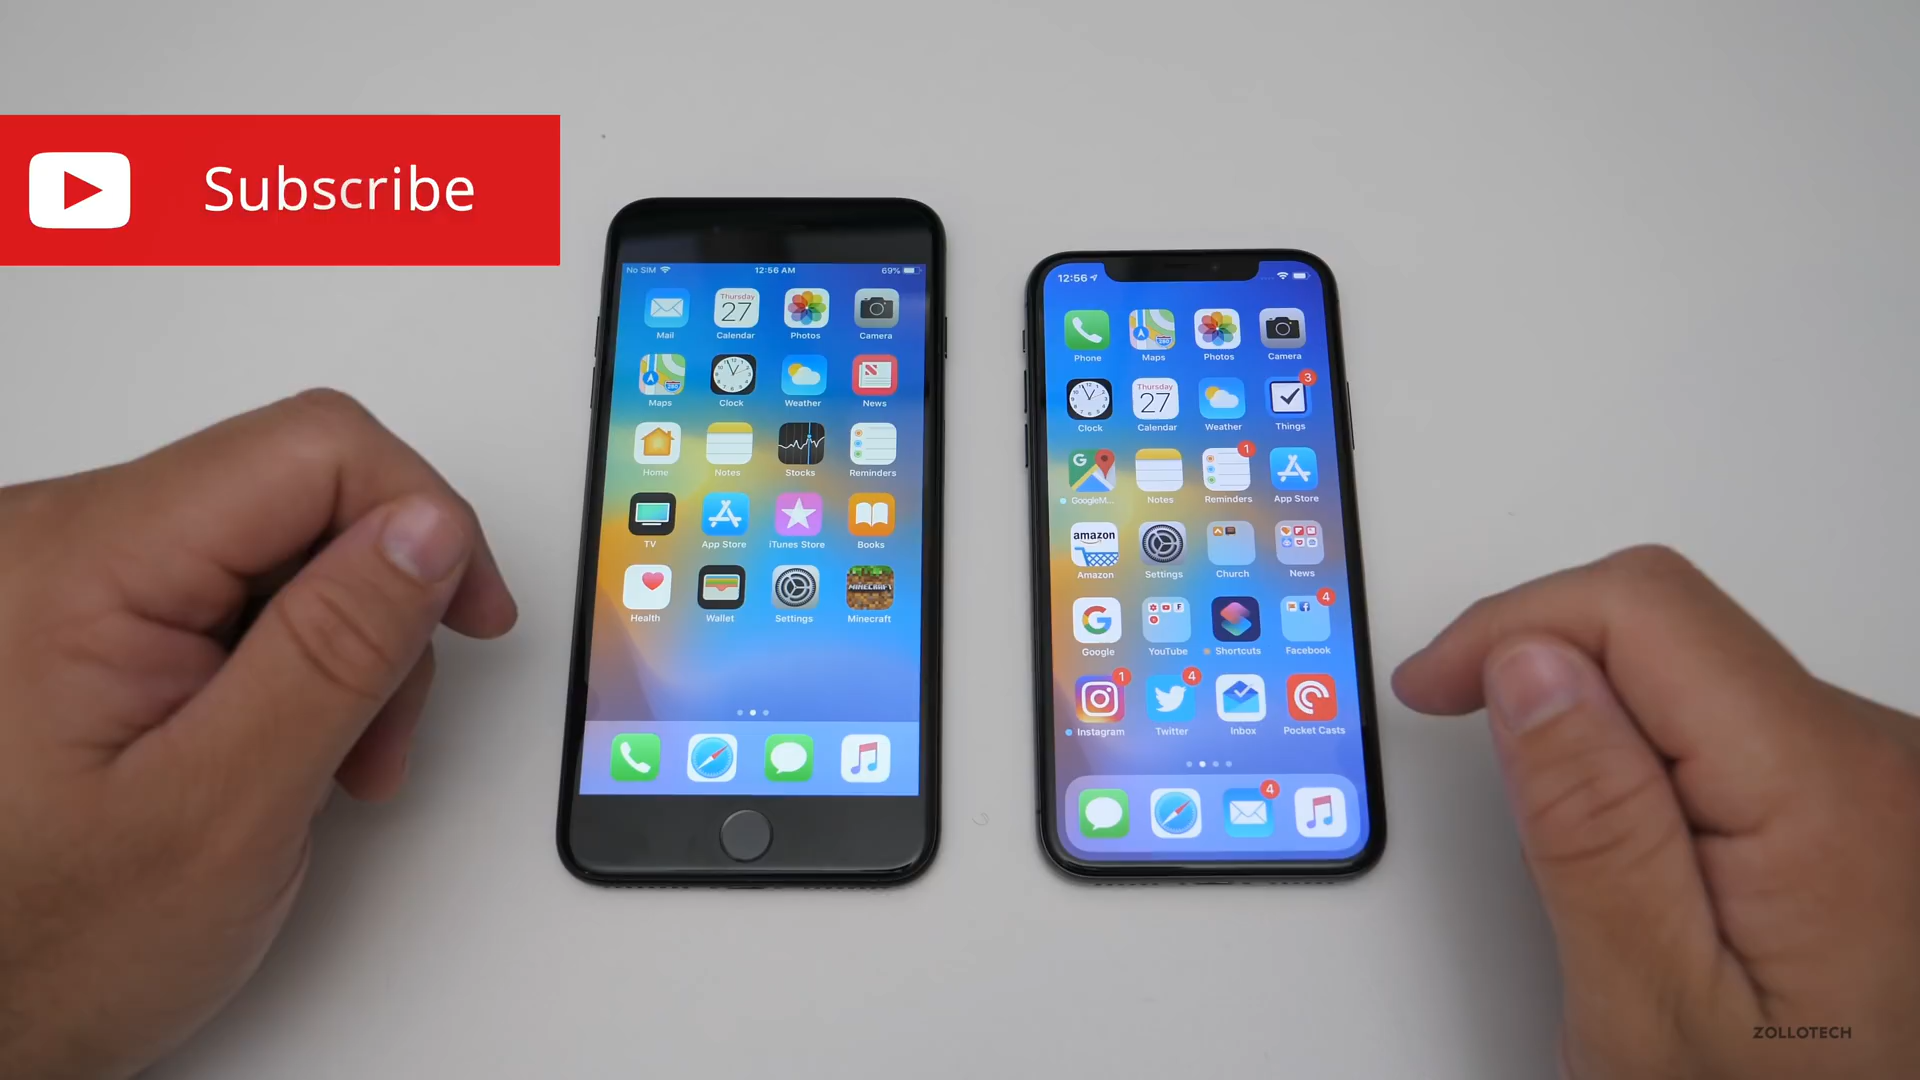 Subscribe
No SIM 12:56 AM 69%
Thursday
27
Mail Calendar Photos Camera
Maps Clock Weather News
Home Notes Stocks Reminders
TV App Store iTunes Store Books
MINECRAFT
Health Wallet Settings Minecraft
12:56
Phone Maps Photos Camera
Thursday
27
3
Clock Calendar Weather Things
1
GoogleM... Notes Reminders App Store
amazon
Amazon Settings Church News
4
Google YouTube Shortcuts Facebook
1 4
Instagram Twitter Inbox Pocket Casts
4
ZOLLOTECH